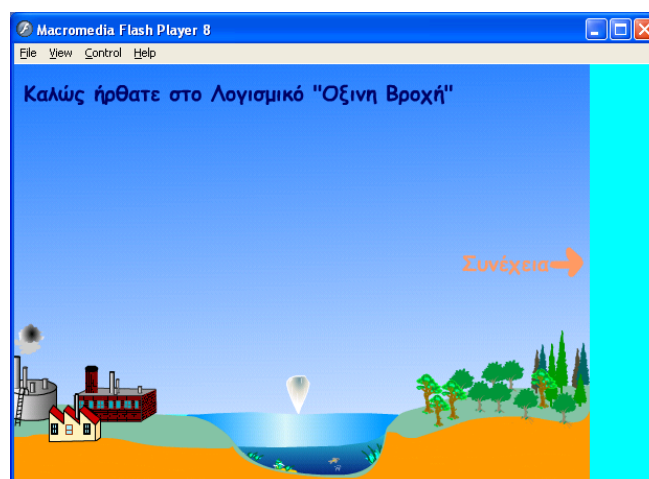 Macromedia Flash Player 8
File View Control Help
Καλώς ήρθατε στο Λογισμικό "Οξινη Βροχή"
Συνέχεια